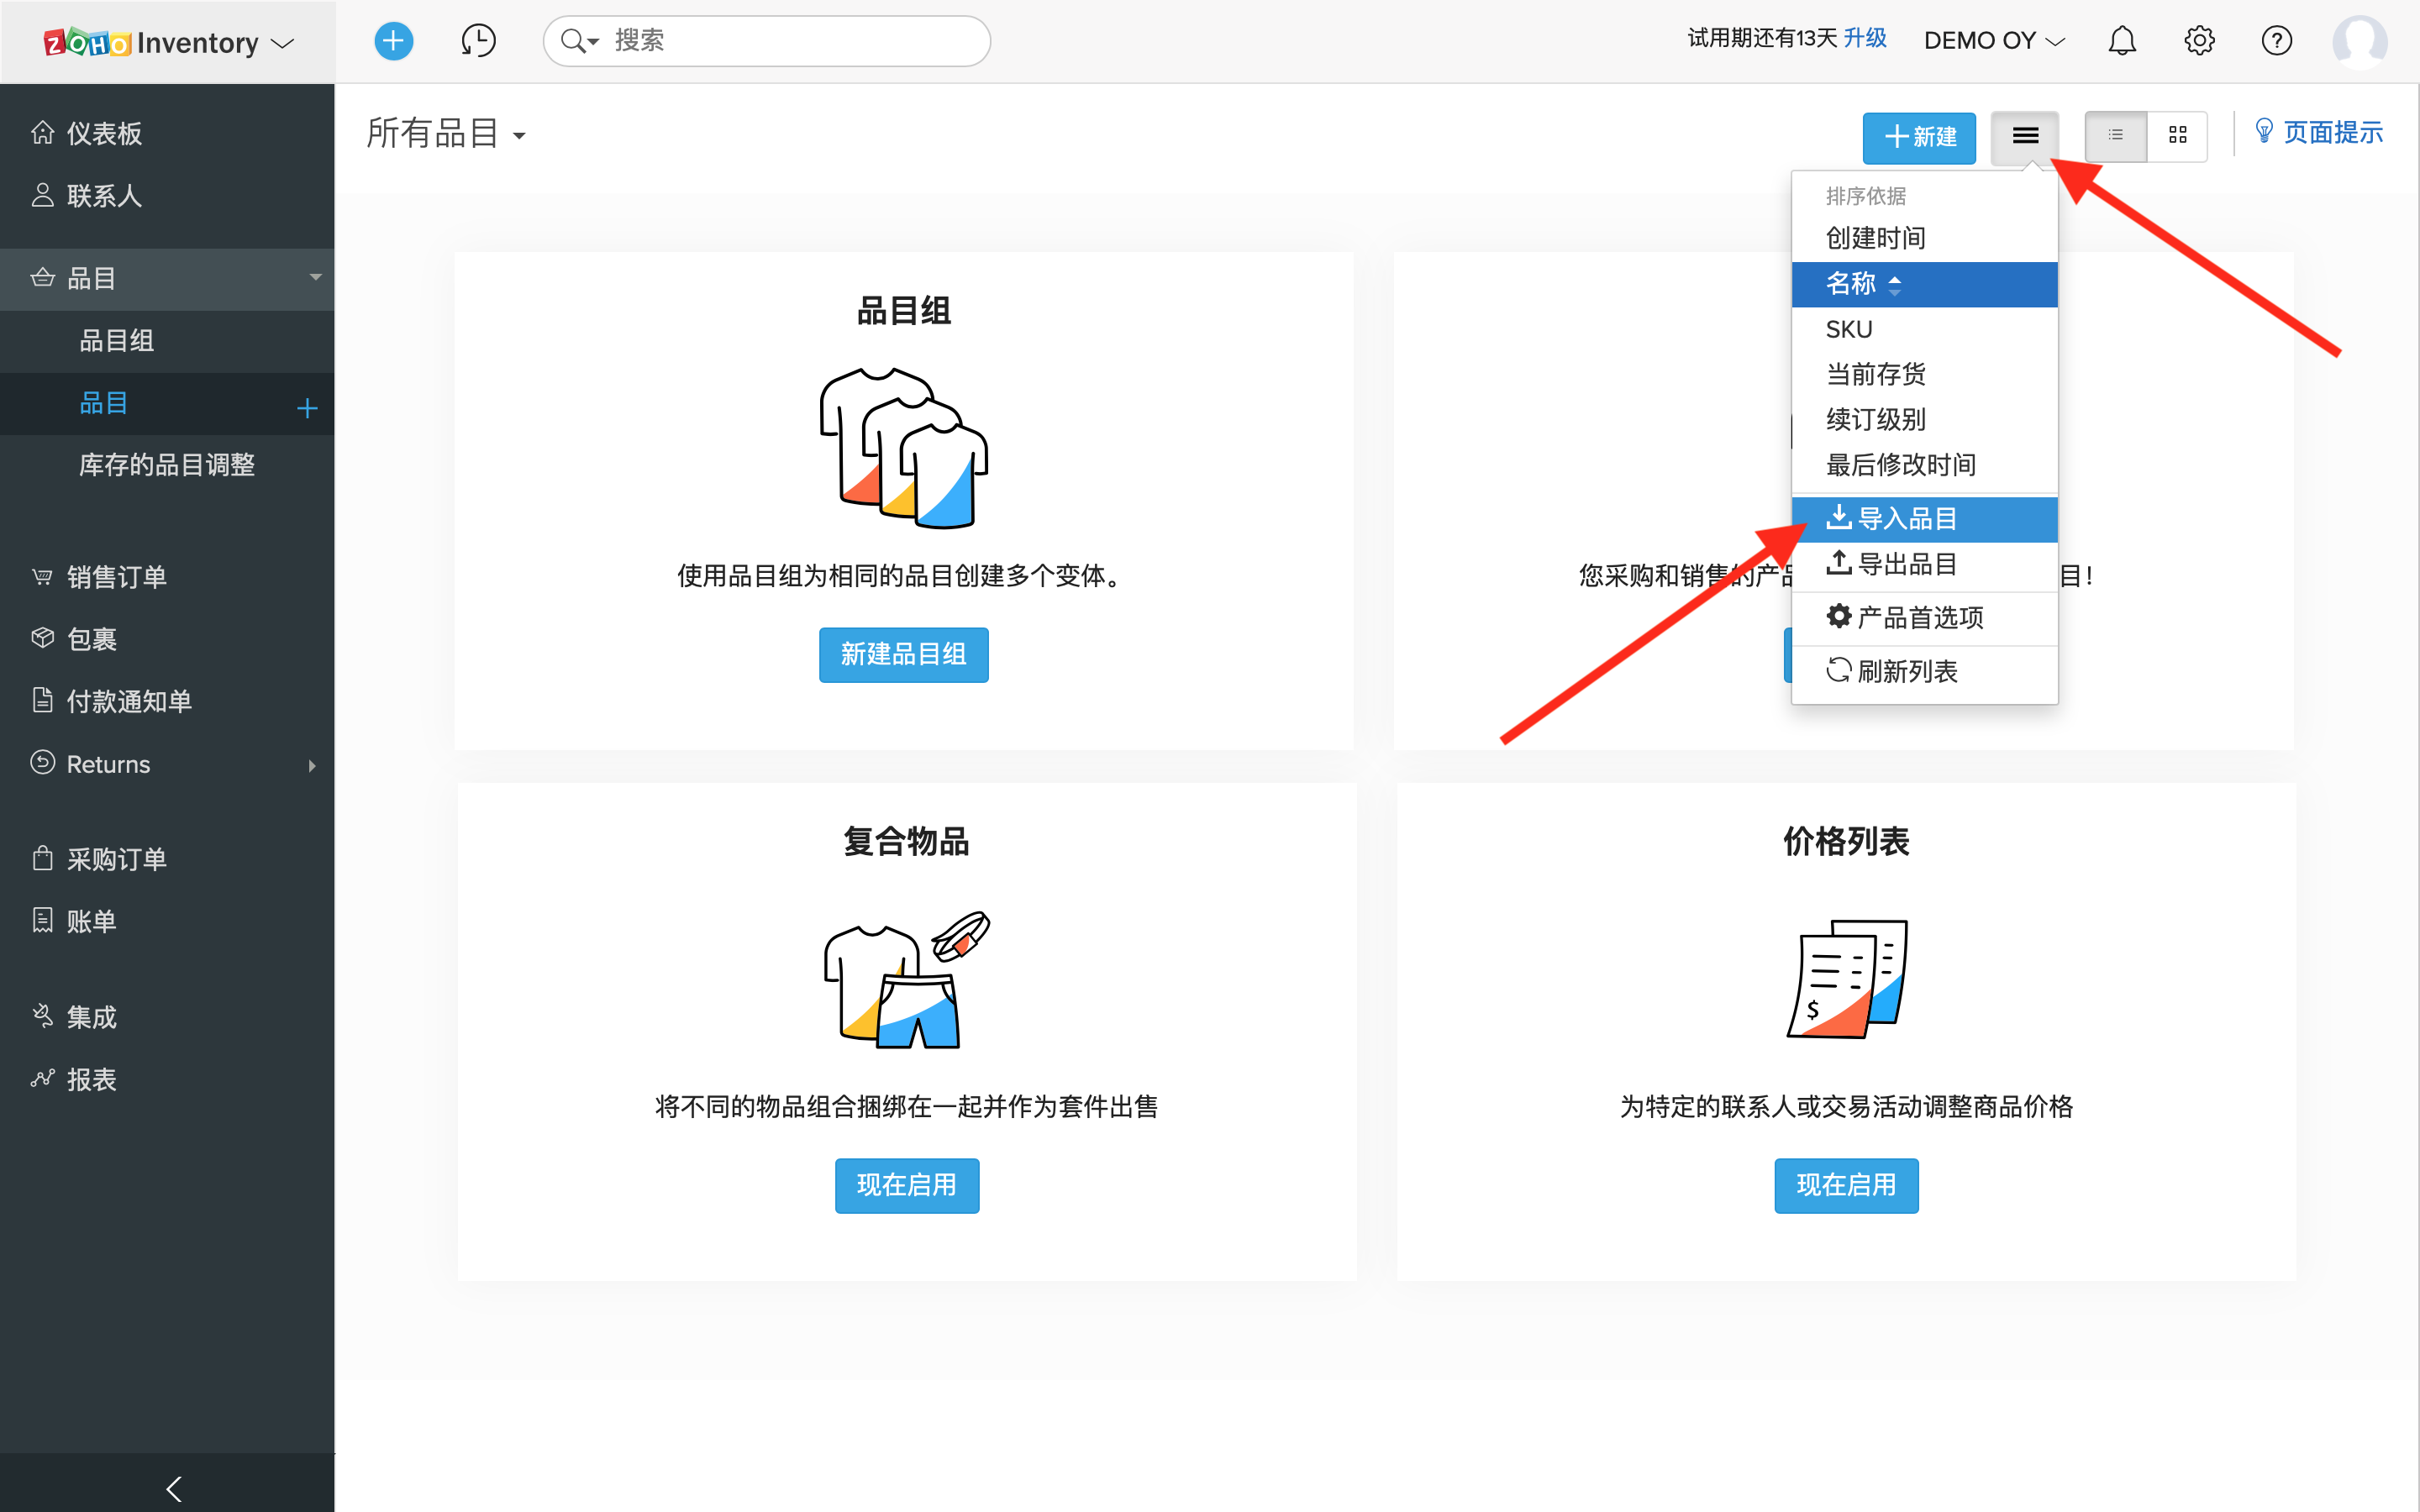 ZOHO Inventory
搜索
试用期还有13天 升级
DEMO OY
仪表板
联系人
品目
品目组
品目
库存的品目调整
销售订单
包裹
付款通知单
Returns
采购订单
账单
集成
报表
所有品目
新建
页面提示
排序依据
创建时间
名称
SKU
当前存货
续订级别
最后修改时间
导入品目
导出品目
产品首选项
刷新列表
品目组
使用品目组为相同的品目创建多个变体。
新建品目组
您采购和销售的产品
目!
复合物品
将不同的物品组合捆绑在一起并作为套件出售
现在启用
价格列表
$
为特定的联系人或交易活动调整商品价格
现在启用